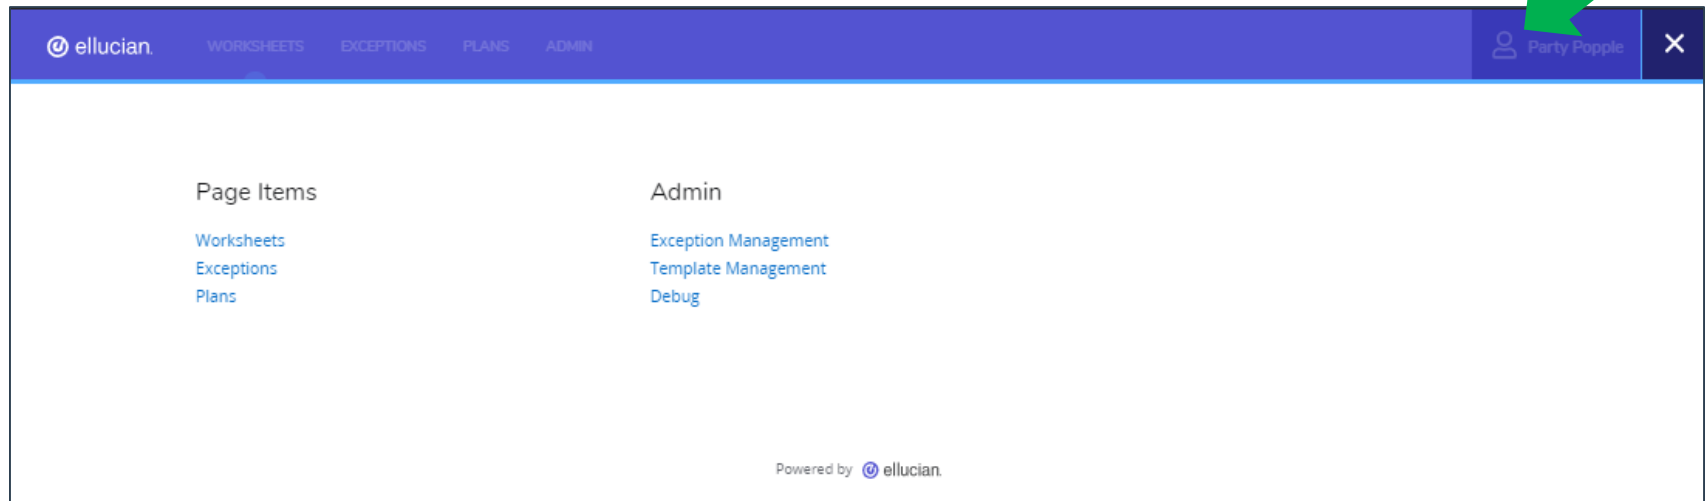 ellucian. WORKSHEETS EXCEPTIONS PLANS ADMIN Party Popple
Page Items
Worksheets
Exceptions
Plans
Admin
Exception Management
Template Management
Debug
Powered by ellucian.